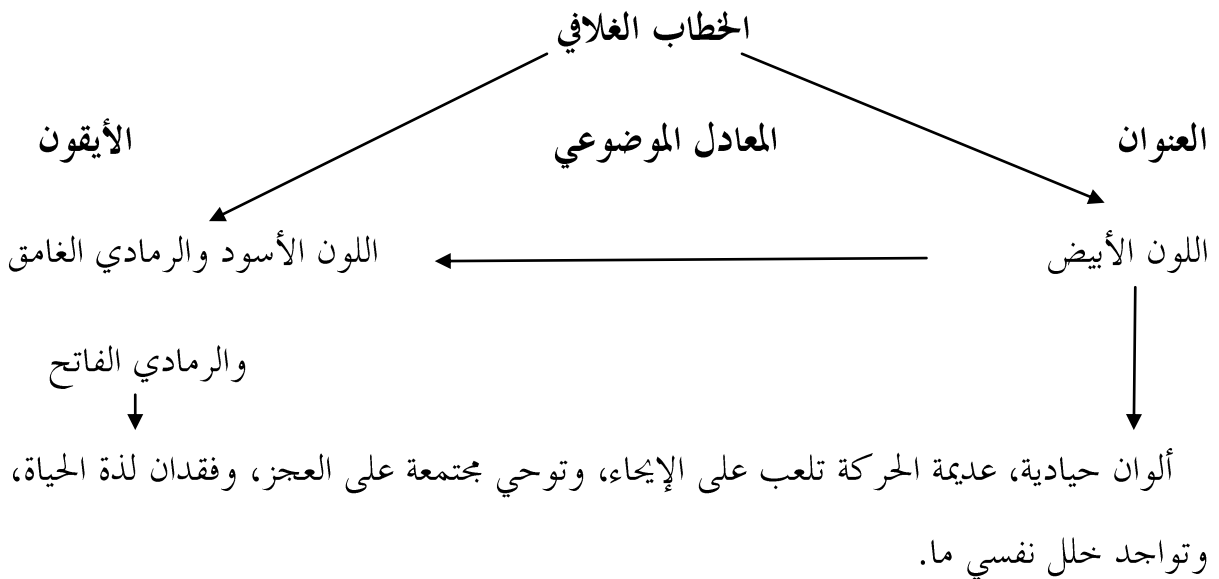 الخطاب الغلافي
العنوان المعادل الموضوعي الأيقون
اللون الأبيض اللون الأسود والرمادي الغامق
والرمادي الفاتح
ألوان حيادية، عديمة الحركة تلعب على الإيحاء، وتوحي مجتمعة على العجز، وفقدان لذة الحياة،
وتواجد خلل نفسي ما.